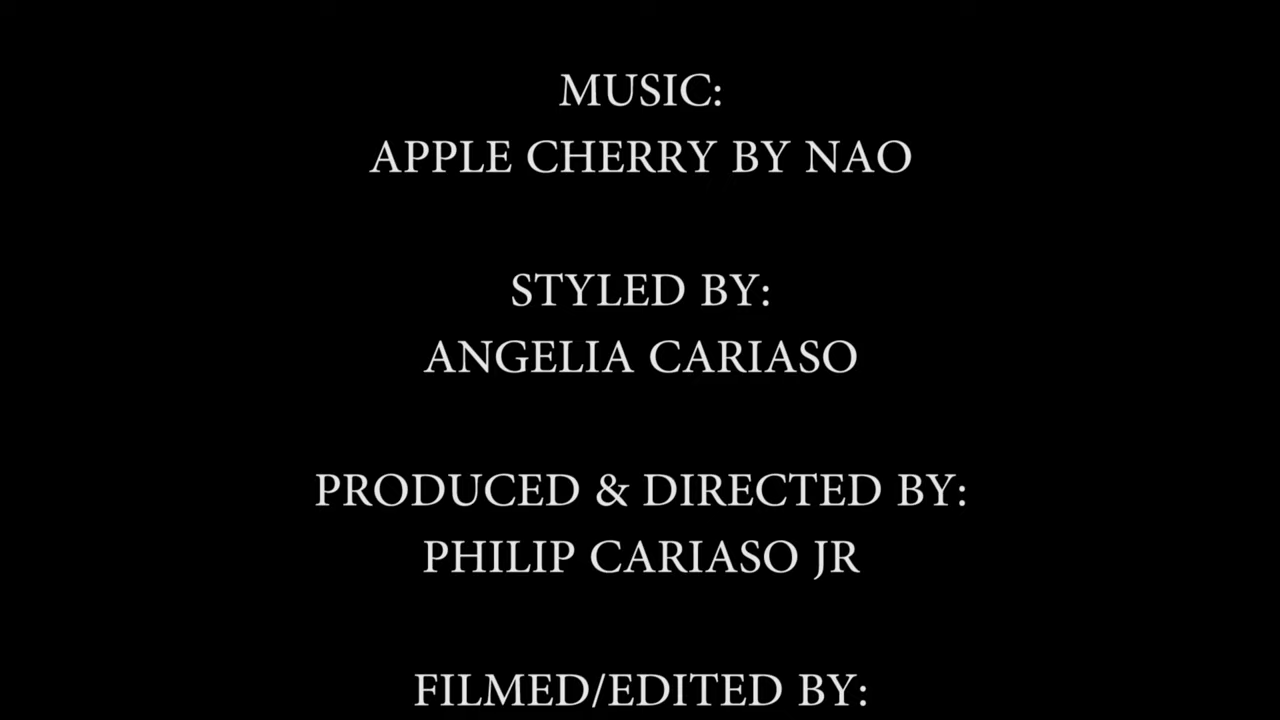 MUSIC:
APPLE CHERRY BY NAO
STYLED BY:
ANGELIA CARIASO
PRODUCED & DIRECTED BY:
PHILIP CARIASO JR
FILMED/EDITED BY: